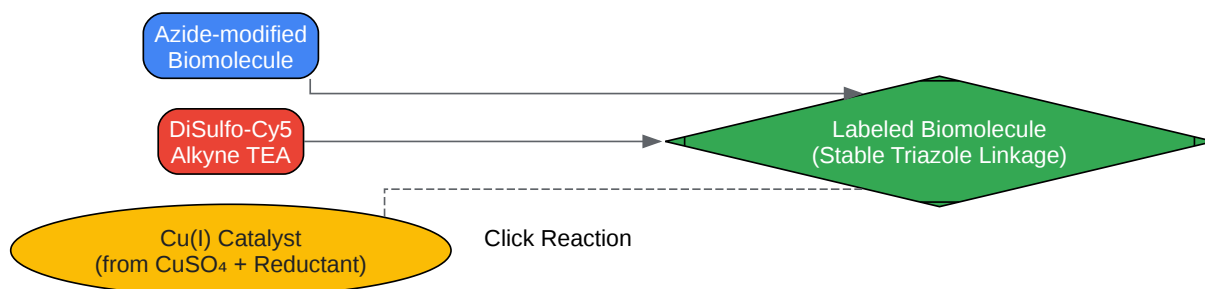 Azide-modified
Biomolecule
DiSulfo-Cy5
Alkyne TEA
Labeled Biomolecule
(Stable Triazole Linkage)
Cu(I) Catalyst
(from CuSO₄ + Reductant)
Click Reaction